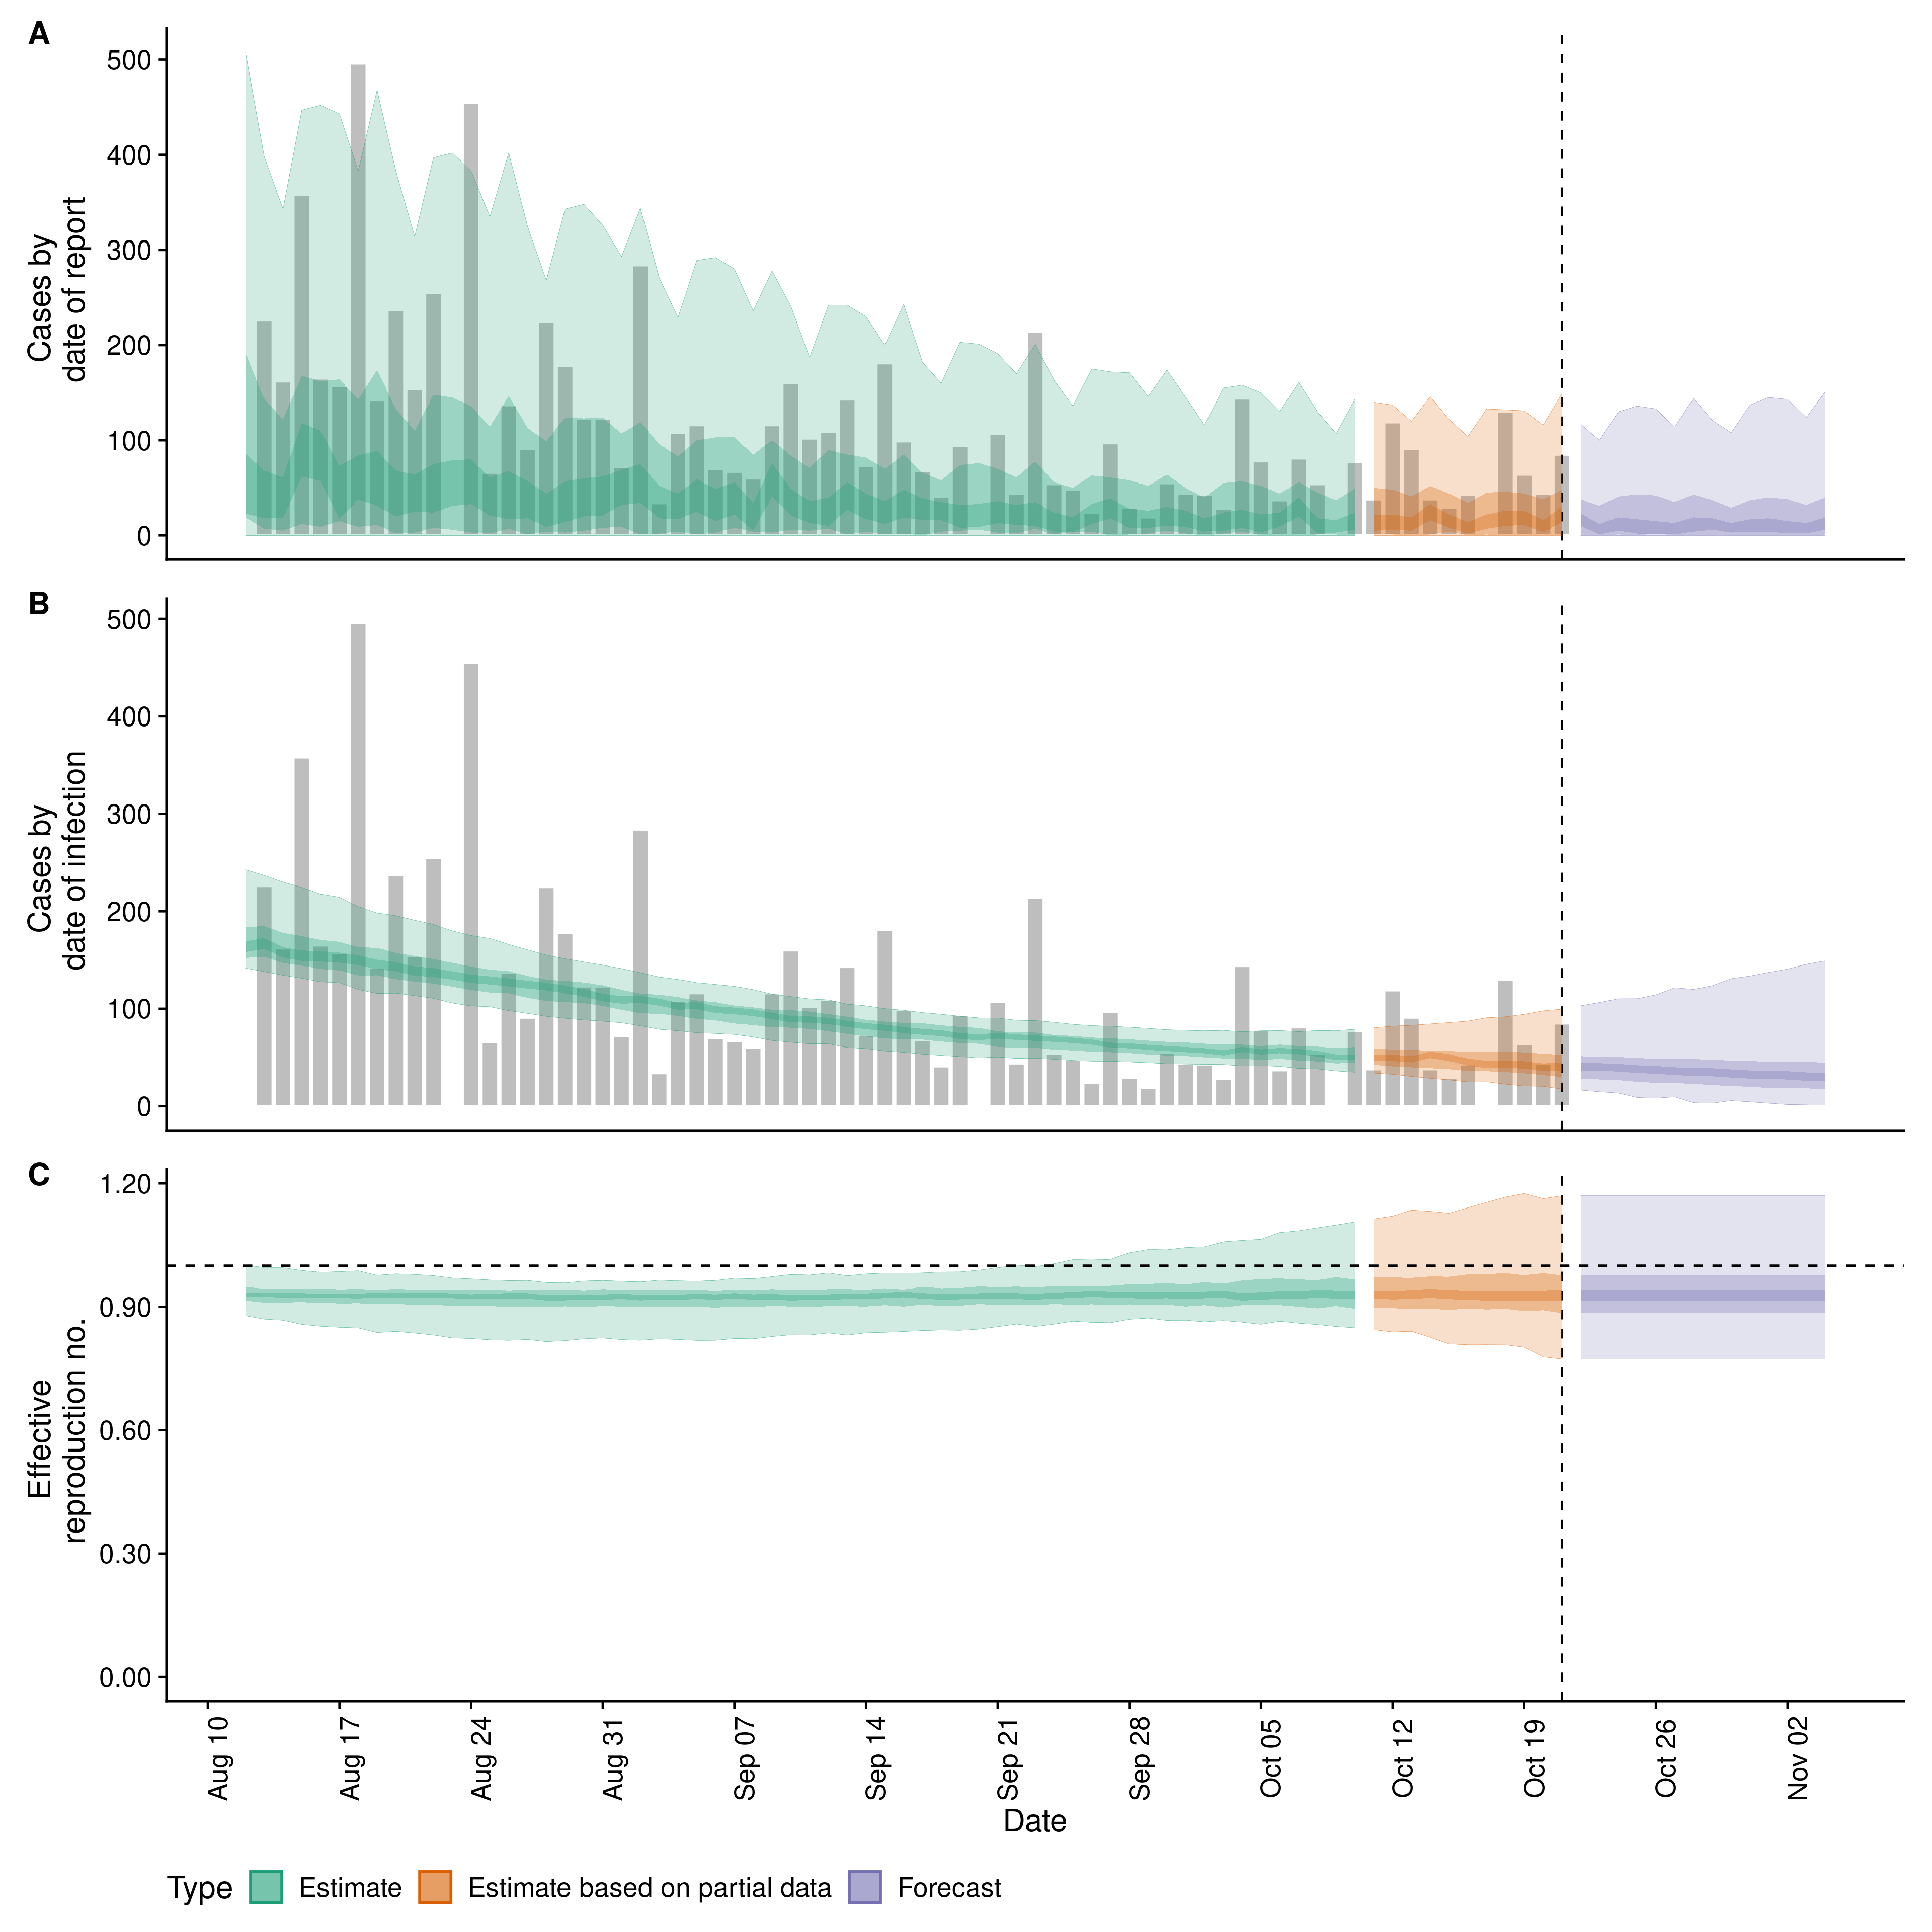 A
500
400
300
200
100
0
Cases by
date of report
B
500
400
300
200
100
0
Cases by
date of infection
C
1.20
0.90
0.60
0.30
0.00
Effective
reproduction no.
Aug 10
Aug 17
Aug 24
Aug 31
Sep 07
Sep 14
Sep 21
Sep 28
Oct 05
Oct 12
Oct 19
Oct 26
Nov 02
Date
Type Estimate Estimate based on partial data Forecast